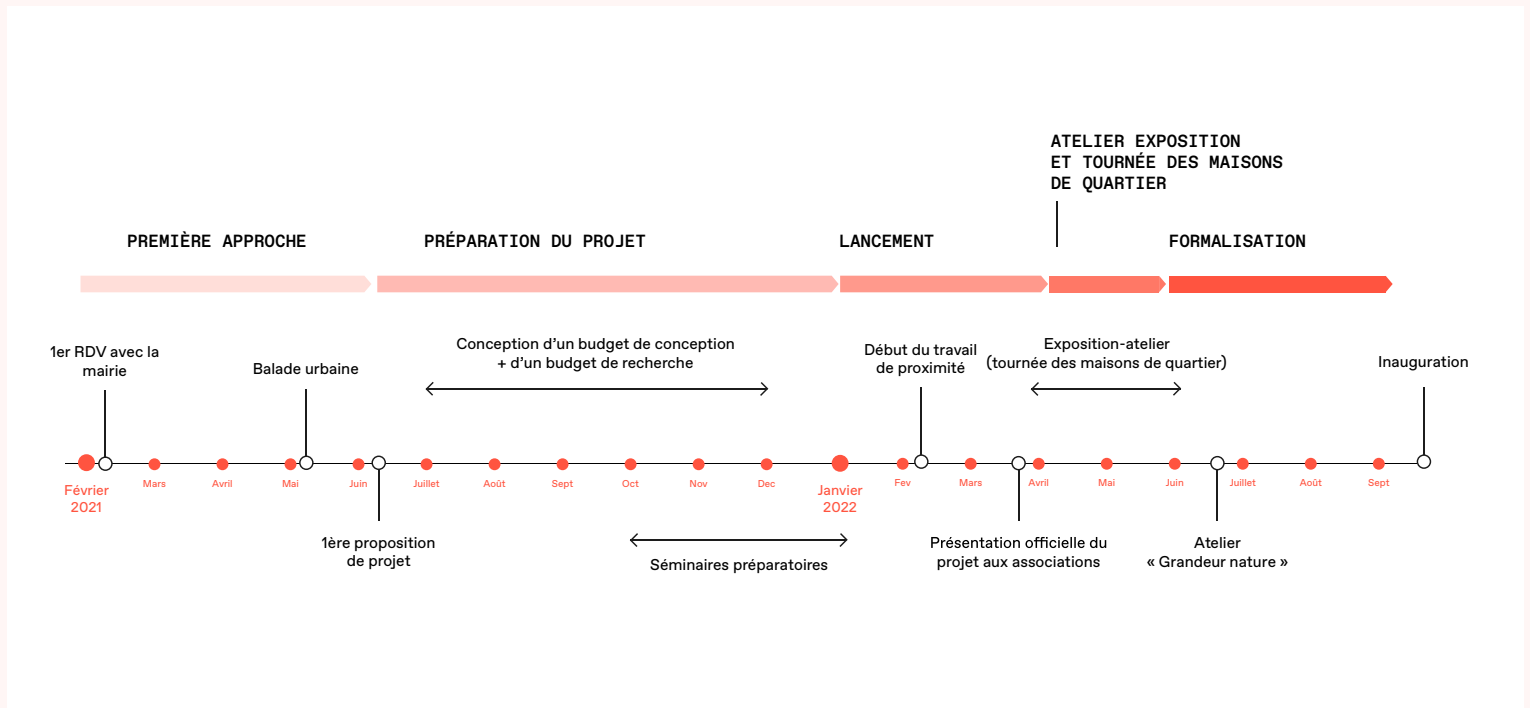 ATELIER EXPOSITION
ET TOURNÉE DES MAISONS
DE QUARTIER
PREMIÈRE APPROCHE
PRÉPARATION DU PROJET
LANCEMENT
FORMALISATION
1er RDV avec la
mairie
Balade urbaine
Conception d’un budget de conception
+ d’un budget de recherche
Début du travail
de proximité
Exposition-atelier
(tournée des maisons de quartier)
Inauguration
Février
2021
Mars
Avril
Mai
Juin
Juillet
Août
Sept
Oct
Nov
Dec
Janvier
2022
Fev
Mars
Avril
Mai
Juin
Juillet
Août
Sept
1ère proposition
de projet
Séminaires préparatoires
Présentation officielle du
projet aux associations
Atelier
« Grandeur nature »